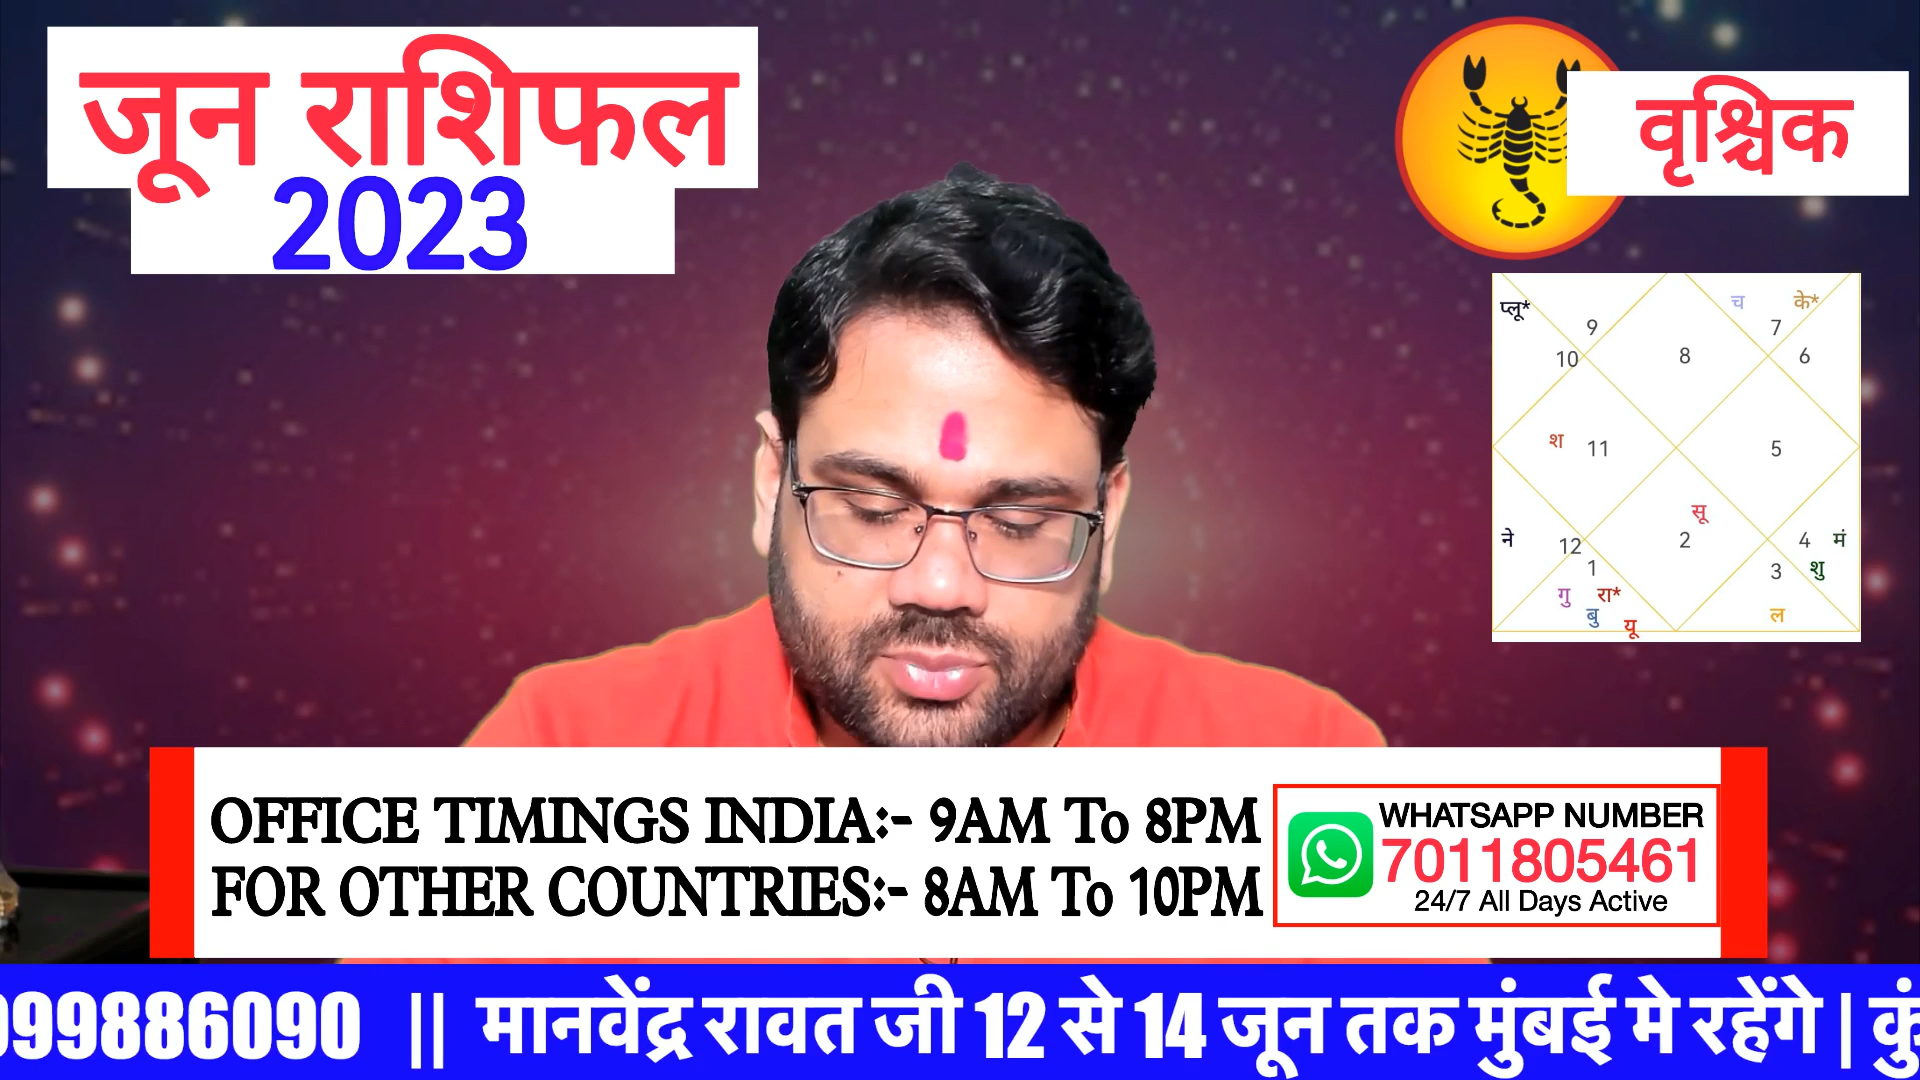 जून राशिफल
2023
वृश्चिक
प्लू*
9
10
8
च
के*
7
6
श
11
5
सू
ने
12
2
4
मं
1
3
शु
गु
रा*
बु
यू
ल
OFFICE TIMINGS INDIA:- 9AM To 8PM
FOR OTHER COUNTRIES:- 8AM To 10PM
WHATSAPP NUMBER
7011805461
24/7 All Days Active
999886090 || मानवेंद्र रावत जी 12 से 14 जून तक मुंबई मे रहेंगे |